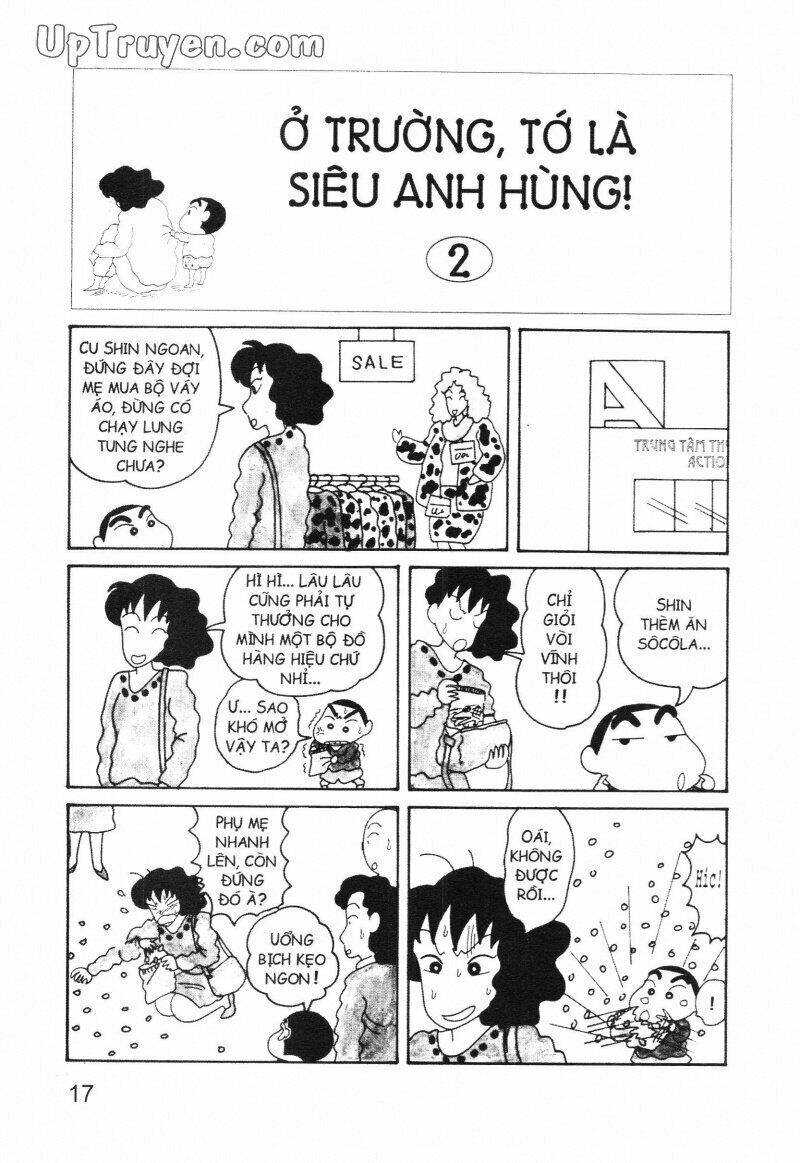 UpTruyen.com
Ở TRƯỜNG, TỚ LÀ
SIÊU ANH HÙNG!
2
TRUNG TÂM TH
ACTIO
SALE
CU SHIN NGOAN,
ĐỨNG ĐÂY ĐỢI
MẸ MUA BỘ VÁY
ÁO, ĐỪNG CÓ
CHẠY LUNG
TUNG NGHE
CHƯA?
SHIN
THÈM ĂN
SÔCÔLA...
CHỈ
GIỎI
VÒI
VĨNH
THÔI
!!
HÌ HÌ... LÂU LÂU
CŨNG PHẢI TỰ
THƯỞNG CHO
MÌNH MỘT BỘ ĐỒ
HÀNG HIỆU CHỨ
NHỈ...
Ư... SAO
KHÓ MỞ
VẬY TA?
Hic!
!
OÁI,
KHÔNG
ĐƯỢC
RỒI...
PHỤ MẸ
NHANH
LÊN, CÒN
ĐỨNG
ĐÓ À?
UỔNG
BỊCH KẸO
NGON!
17